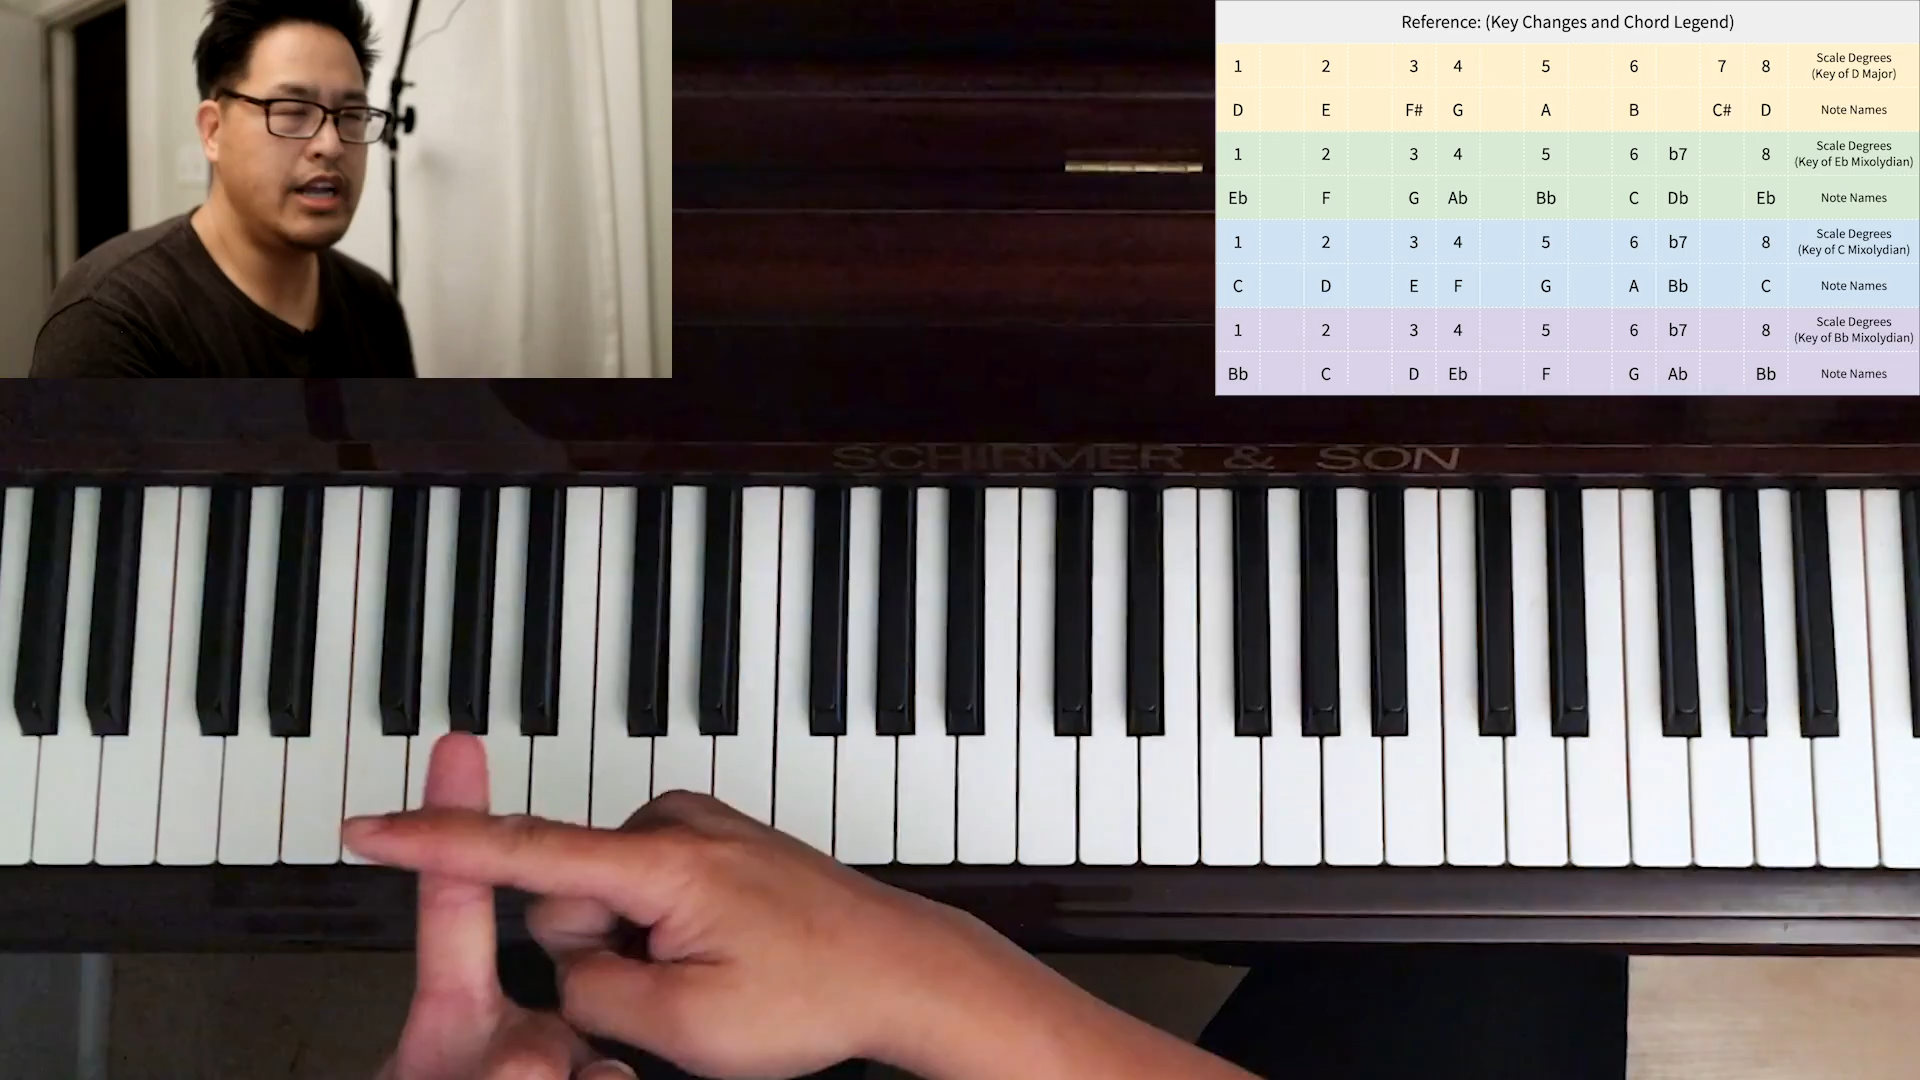 Reference: (Key Changes and Chord Legend)
1 2 3 4 5 6 7 8 Scale Degrees (Key of D Major)
D E F# G A B C# D Note Names
1 2 3 4 5 6 b7 8 Scale Degrees (Key of Eb Mixolydian)
Eb F G Ab Bb C Db Eb Note Names
1 2 3 4 5 6 b7 8 Scale Degrees (Key of C Mixolydian)
C D E F G A Bb C Note Names
1 2 3 4 5 6 b7 8 Scale Degrees (Key of Bb Mixolydian)
Bb C D Eb F G Ab Bb Note Names
SCHIRMER & SON